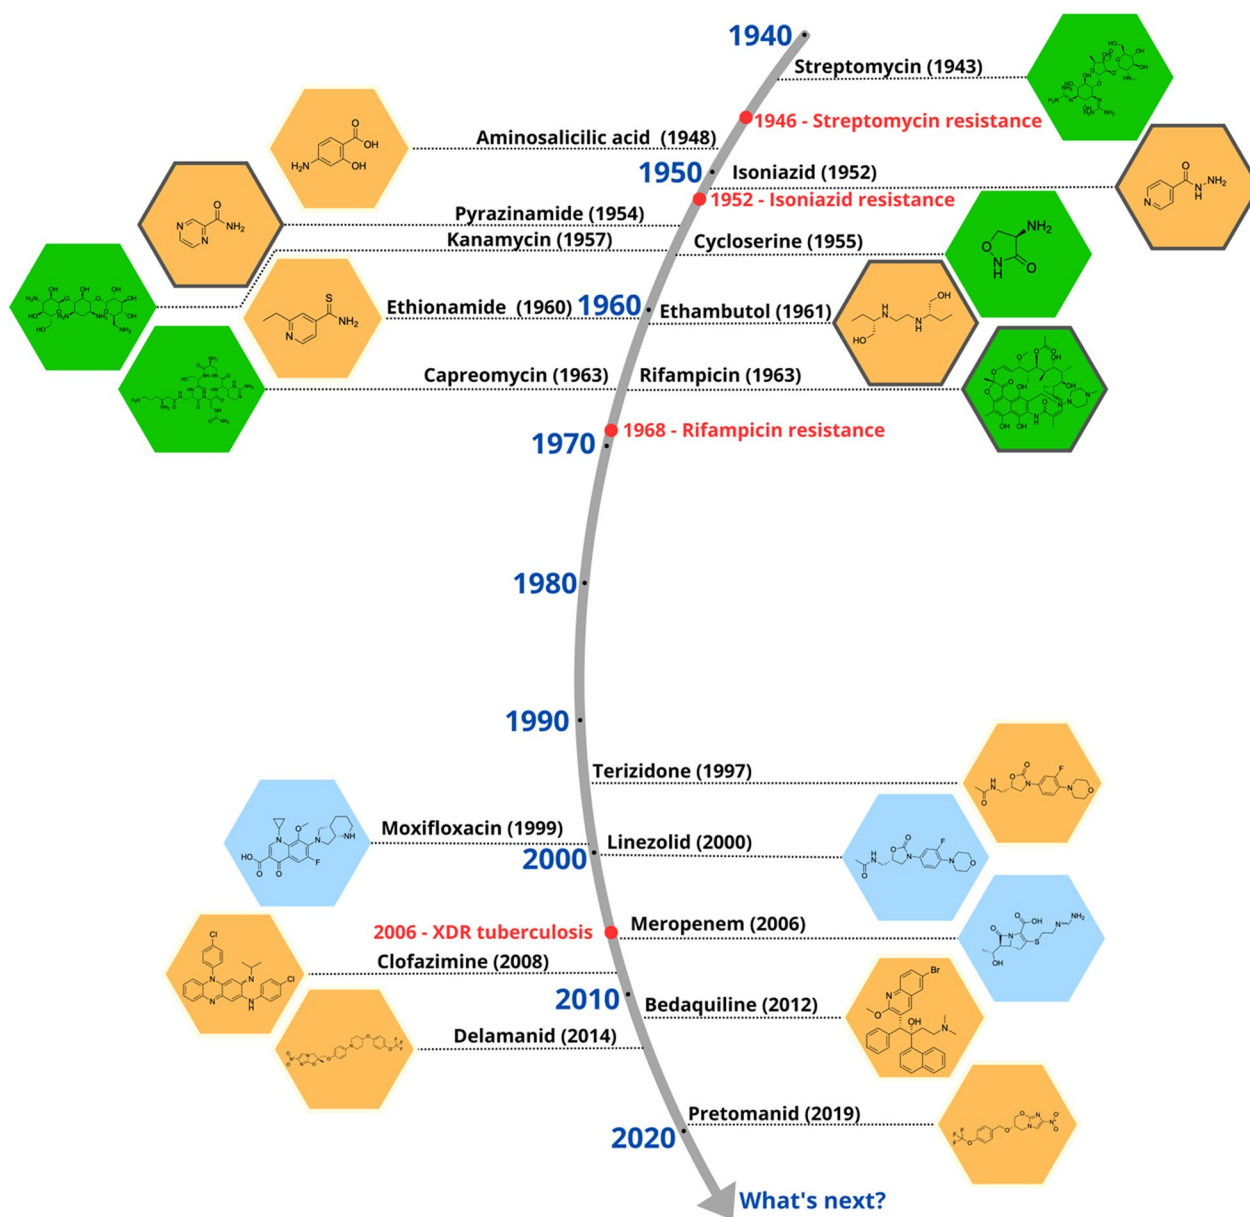 1940
Streptomycin (1943)
1946 - Streptomycin resistance
Aminosalicilic acid (1948)
1950
Isoniazid (1952)
1952 - Isoniazid resistance
Pyrazinamide (1954)
Kanamycin (1957)
Cycloserine (1955)
Ethionamide (1960)
1960
Ethambutol (1961)
Capreomycin (1963)
Rifampicin (1963)
1968 - Rifampicin resistance
1970
1980
1990
Terizidone (1997)
Moxifloxacin (1999)
2000
Linezolid (2000)
2006 - XDR tuberculosis
Meropenem (2006)
Clofazimine (2008)
2010
Bedaquiline (2012)
Delamanid (2014)
Pretomanid (2019)
2020
What's next?